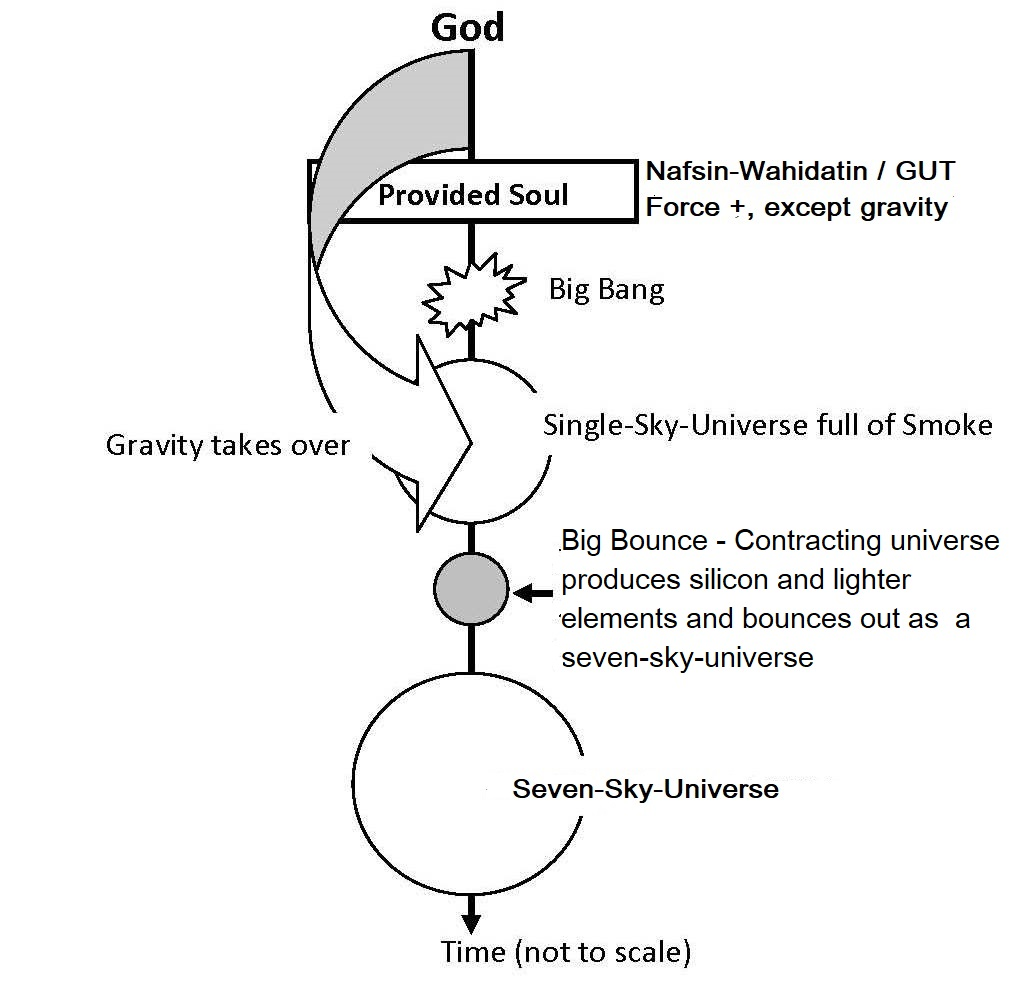 God
Provided Soul
Nafsin-Wahidatin / GUT
Force +, except gravity
Big Bang
Single-Sky-Universe full of Smoke
Gravity takes over
Big Bounce - Contracting universe
produces silicon and lighter
elements and bounces out as a
seven-sky-universe
Seven-Sky-Universe
Time (not to scale)